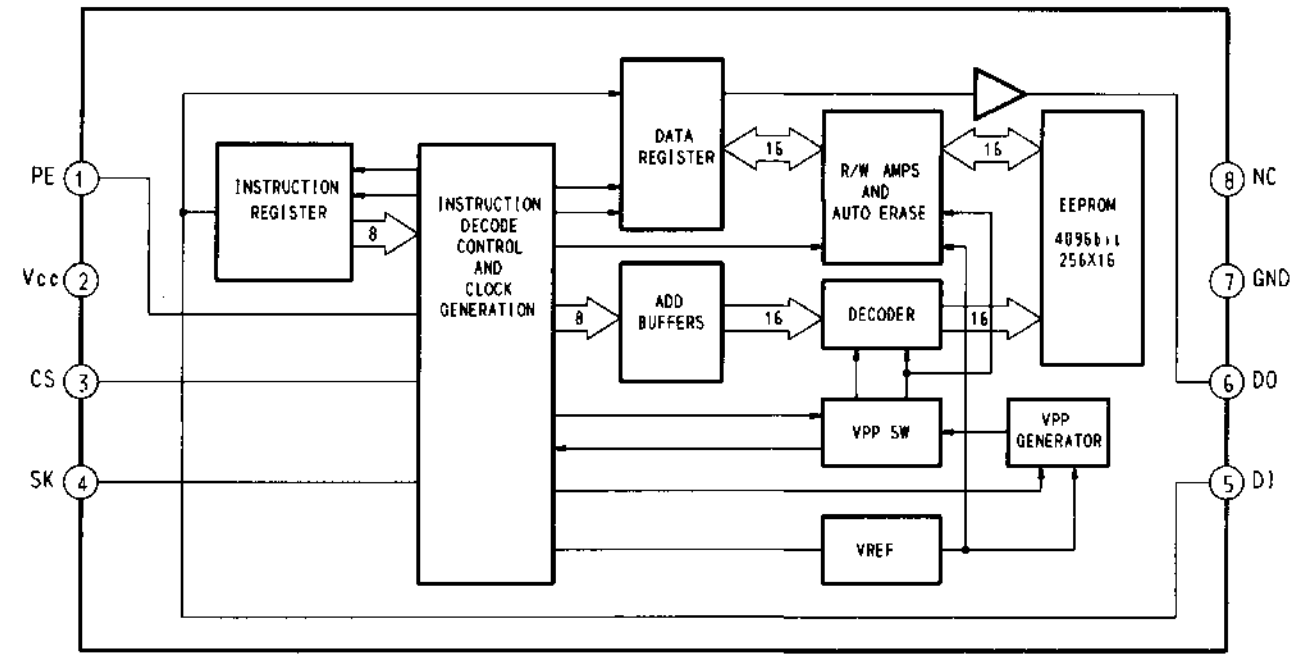 PE 1
Vcc 2
CS 3
SK 4
INSTRUCTION
REGISTER
8
INSTRUCTION
DECODE
CONTROL
AND
CLOCK
GENERATION
DATA
REGISTER
16
R/W AMPS
AND
AUTO ERASE
16
EEPROM
4096bit
256X16
8
ADD
BUFFERS
16
DECODER
16
VPP SW
VPP
GENERATOR
VREF
8 NC
7 GND
6 DO
5 DI